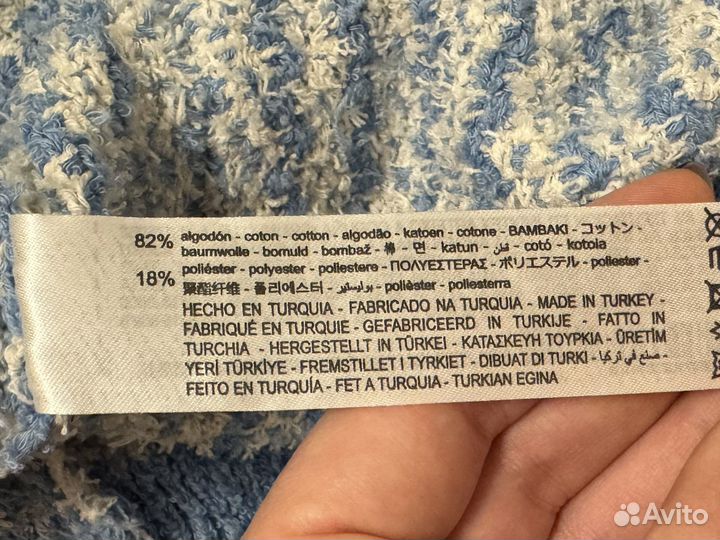 82% algodón - coton - cotton - algodão - katoen - cotone - ΒΑΜΒΑΚΙ - コットン -
baumwolle - bomuld - bombaž - 棉 - 면 - katun - قطن - cotó - kotoia
18% poliéster - polyester - poliestere - ΠΟΛΥΕΣΤΕΡΑΣ - ポリエステル - poliester -
聚酯纤维 - 폴리에스터 - بوليستير - polièster - poliesterra
HECHO EN TURQUIA - FABRICADO NA TURQUIA - MADE IN TURKEY -
FABRIQUÉ EN TURQUIE - GEFABRICEERD IN TURKIJE - FATTO IN
TURCHIA - HERGESTELLT IN TÜRKEI - ΚΑΤΑΣΚΕΥΗ ΤΟΥΡΚΙΑ - ÜRETİM
YERİ TÜRKİYE - FREMSTILLET I TYRKIET - DIBUAT DI TURKI - صنع في تركيا -
FEITO EN TURQUÍA - FET A TURQUIA - TURKIAN EGINA
Avito